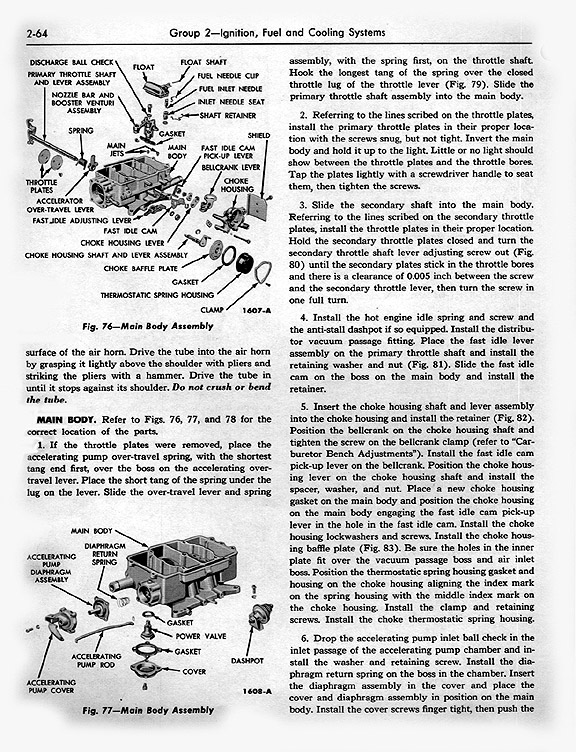 2-64
Group 2—Ignition, Fuel and Cooling Systems
DISCHARGE BALL CHECK
FLOAT
FLOAT SHAFT
PRIMARY THROTTLE SHAFT
AND LEVER ASSEMBLY
FUEL NEEDLE CLIP
FUEL INLET NEEDLE
NOZZLE BAR AND
BOOSTER VENTURI
ASSEMBLY
INLET NEEDLE SEAT
SHAFT RETAINER
SPRING
GASKET
SHIELD
MAIN
JETS
MAIN
BODY
FAST IDLE CAM
PICK-UP LEVER
BELLCRANK LEVER
CHOKE
HOUSING
THROTTLE
PLATES
ACCELERATOR
OVER-TRAVEL LEVER
FAST IDLE ADJUSTING LEVER
FAST IDLE CAM
CHOKE HOUSING LEVER
CHOKE HOUSING SHAFT AND LEVER ASSEMBLY
CHOKE BAFFLE PLATE
GASKET
THERMOSTATIC SPRING HOUSING
CLAMP
1607-A
Fig. 76—Main Body Assembly
surface of the air horn. Drive the tube into the air horn
by grasping it lightly above the shoulder with pliers and
striking the pliers with a hammer. Drive the tube in
until it stops against its shoulder. Do not crush or bend
the tube.
MAIN BODY. Refer to Figs. 76, 77, and 78 for the
correct location of the parts.
1. If the throttle plates were removed, place the
accelerating pump over-travel spring, with the shortest
tang end first, over the boss on the accelerating over-
travel lever. Place the short tang of the spring under the
lug on the lever. Slide the over-travel lever and spring
MAIN BODY
DIAPHRAGM
RETURN
SPRING
ACCELERATING
PUMP
DIAPHRAGM
ASSEMBLY
GASKET
POWER VALVE
GASKET
ACCELERATING
PUMP ROD
COVER
DASHPOT
ACCELERATING
PUMP COVER
1608-A
Fig. 77—Main Body Assembly
assembly, with the spring first, on the throttle shaft.
Hook the longest tang of the spring over the closed
throttle lug of the throttle lever (Fig. 79). Slide the
primary throttle shaft assembly into the main body.
2. Referring to the lines scribed on the throttle plates,
install the primary throttle plates in their proper loca-
tion with the screws snug, but not tight. Invert the main
body and hold it up to the light. Little or no light should
show between the throttle plates and the throttle bores.
Tap the plates lightly with a screwdriver handle to seat
them, then tighten the screws.
3. Slide the secondary shaft into the main body.
Referring to the lines scribed on the secondary throttle
plates, install the throttle plates in their proper location.
Hold the secondary throttle plates closed and turn the
secondary throttle shaft lever adjusting screw out (Fig.
80) until the secondary plates stick in the throttle bores
and there is a clearance of 0.005 inch between the screw
and the secondary throttle lever, then turn the screw in
one full turn.
4. Install the hot engine idle spring and screw and
the anti-stall dashpot if so equipped. Install the distribu-
tor vacuum passage fitting. Place the fast idle lever
assembly on the primary throttle shaft and install the
retaining washer and nut (Fig. 81). Slide the fast idle
cam on the boss on the main body and install the
retainer.
5. Insert the choke housing shaft and lever assembly
into the choke housing and install the retainer (Fig. 82).
Position the bellcrank on the choke housing shaft and
tighten the screw on the bellcrank clamp (refer to "Car-
buretor Bench Adjustments"). Install the fast idle cam
pick-up lever on the bellcrank. Position the choke hous-
ing lever on the choke housing shaft and install the
spacer, washer, and nut. Place a new choke housing
gasket on the main body and position the choke housing
on the main body engaging the fast idle cam pick-up
lever in the hole in the fast idle cam. Install the choke
housing lockwashers and screws. Install the choke hous-
ing baffle plate (Fig. 83). Be sure the holes in the inner
plate fit over the vacuum passage boss and air inlet
boss. Position the thermostatic spring housing gasket and
housing on the choke housing aligning the index mark
on the spring housing with the middle index mark on
the choke housing. Install the clamp and retaining
screws. Install the choke thermostatic spring housing.
6. Drop the accelerating pump inlet ball check in the
inlet passage of the accelerating pump chamber and in-
stall the washer and retaining screw. Install the dia-
phragm return spring on the boss in the chamber. Insert
the diaphragm assembly in the cover and place the
cover and diaphragm assembly in position on the main
body. Install the cover screws finger tight, then push the